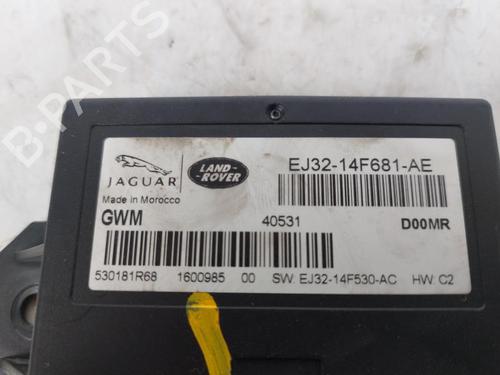 B-PARTS
JAGUAR
LAND-
ROVER
EJ32-14F681-AE
Made in Morocco
GWM
40531
D00MR
530181R68 1600985 00 SW: EJ32-14F530-AC HW: C2